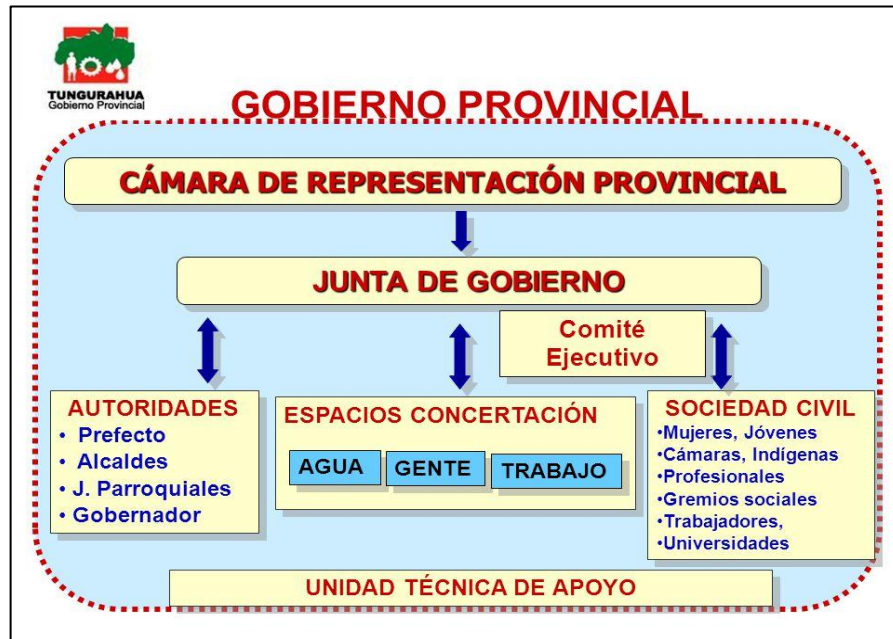 TUNGURAHUA
Gobierno Provincial
GOBIERNO PROVINCIAL
CÁMARA DE REPRESENTACIÓN PROVINCIAL
JUNTA DE GOBIERNO
Comité
Ejecutivo
AUTORIDADES
• Prefecto
• Alcaldes
• J. Parroquiales
• Gobernador
ESPACIOS CONCERTACIÓN
AGUA
GENTE
TRABAJO
SOCIEDAD CIVIL
•Mujeres, Jóvenes
•Cámaras, Indígenas
•Profesionales
•Gremios sociales
•Trabajadores,
•Universidades
UNIDAD TÉCNICA DE APOYO